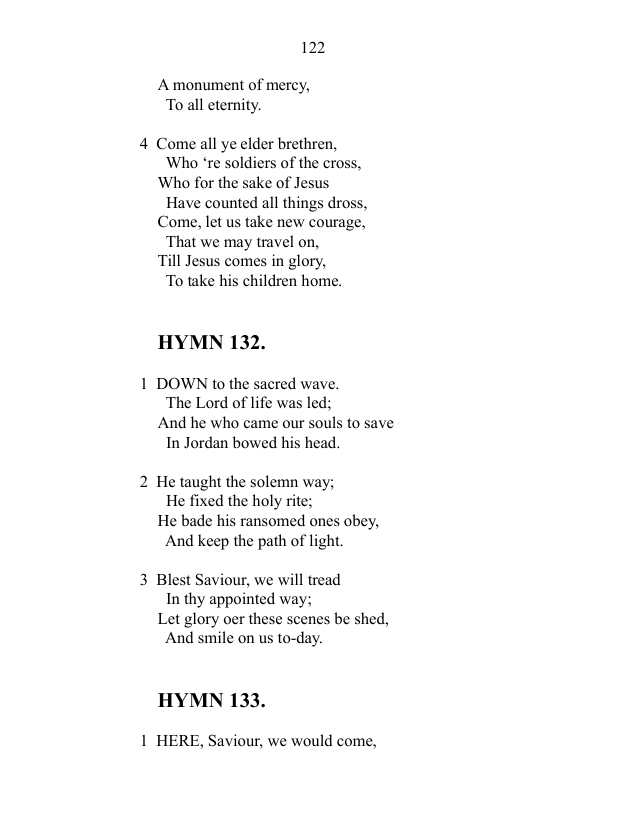 122
A monument of mercy,
To all eternity.
4 Come all ye elder brethren,
Who ‘re soldiers of the cross,
Who for the sake of Jesus
Have counted all things dross,
Come, let us take new courage,
That we may travel on,
Till Jesus comes in glory,
To take his children home.
HYMN 132.
1 DOWN to the sacred wave.
The Lord of life was led;
And he who came our souls to save
In Jordan bowed his head.
2 He taught the solemn way;
He fixed the holy rite;
He bade his ransomed ones obey,
And keep the path of light.
3 Blest Saviour, we will tread
In thy appointed way;
Let glory oer these scenes be shed,
And smile on us to-day.
HYMN 133.
1 HERE, Saviour, we would come,